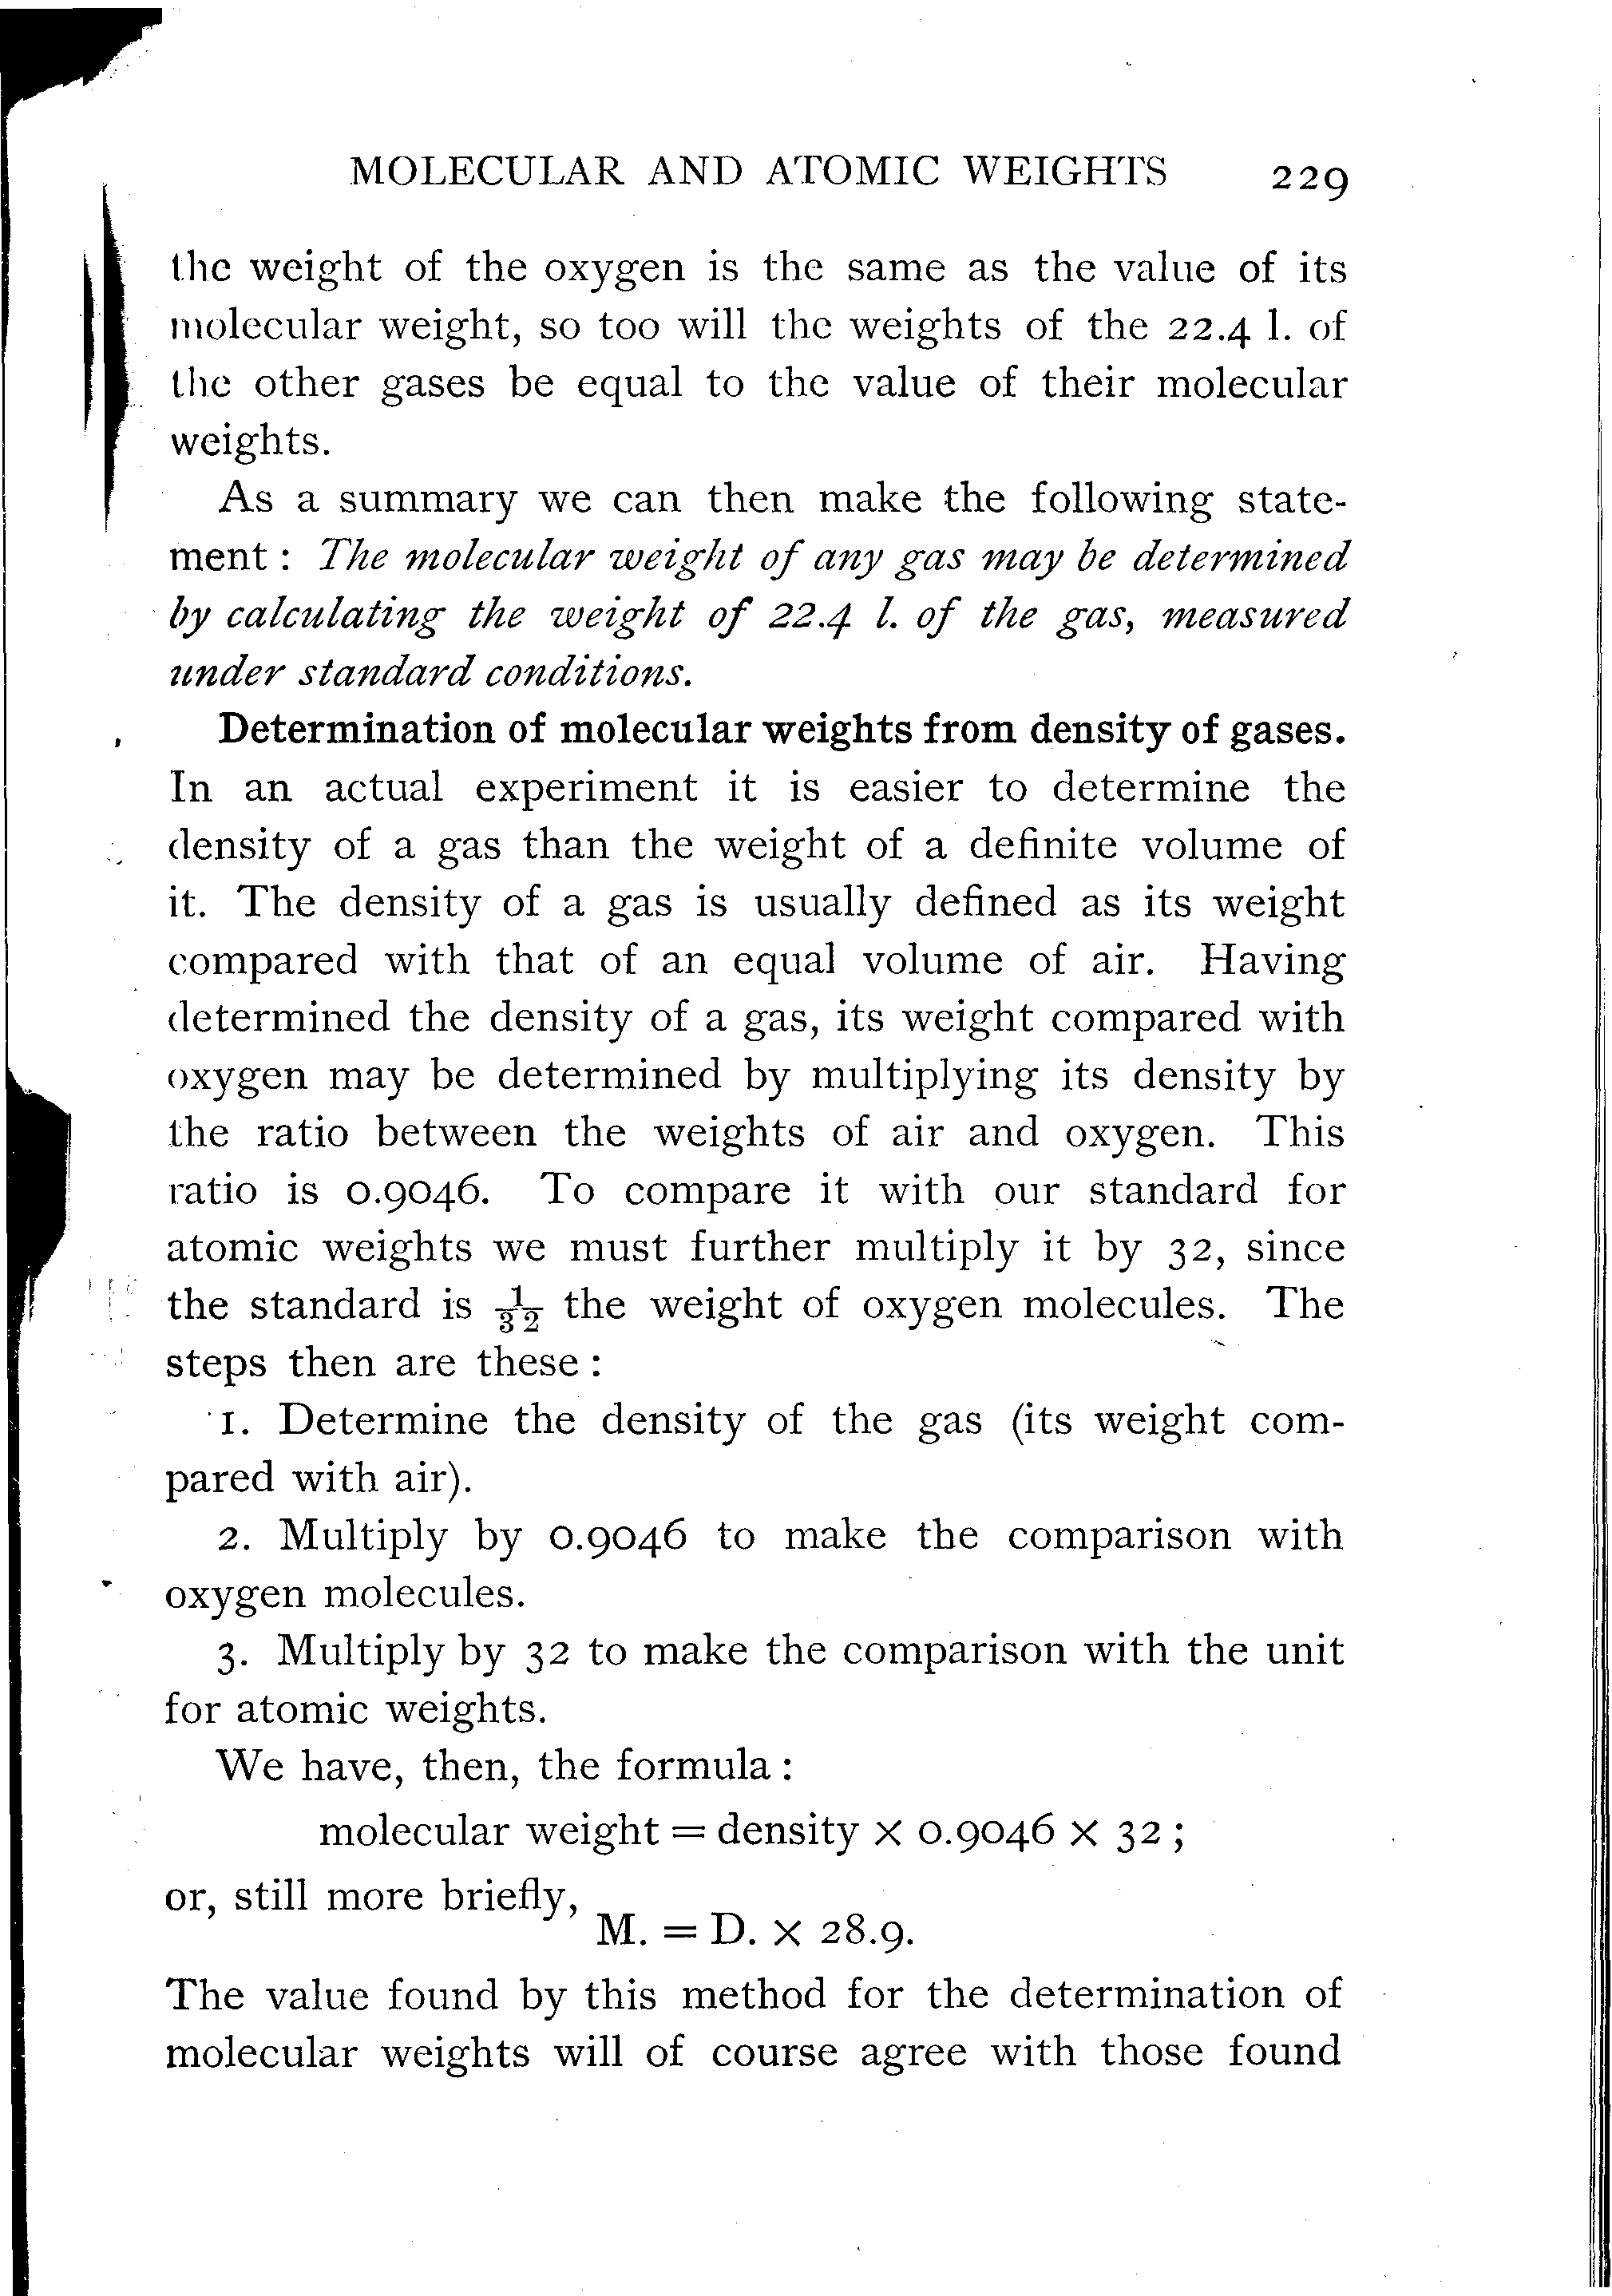 MOLECULAR AND ATOMIC WEIGHTS 229
the weight of the oxygen is the same as the value of its
molecular weight, so too will the weights of the 22.4 l. of
the other gases be equal to the value of their molecular
weights.
As a summary we can then make the following state-
ment : The molecular weight of any gas may be determined
by calculating the weight of 22.4 l. of the gas, measured
under standard conditions.
Determination of molecular weights from density of gases.
In an actual experiment it is easier to determine the
density of a gas than the weight of a definite volume of
it. The density of a gas is usually defined as its weight
compared with that of an equal volume of air. Having
determined the density of a gas, its weight compared with
oxygen may be determined by multiplying its density by
the ratio between the weights of air and oxygen. This
ratio is 0.9046. To compare it with our standard for
atomic weights we must further multiply it by 32, since
the standard is 1/32 the weight of oxygen molecules. The
steps then are these :
1. Determine the density of the gas (its weight com-
pared with air).
2. Multiply by 0.9046 to make the comparison with
oxygen molecules.
3. Multiply by 32 to make the comparison with the unit
for atomic weights.
We have, then, the formula :
molecular weight = density × 0.9046 × 32 ;
or, still more briefly,
M. = D. × 28.9.
The value found by this method for the determination of
molecular weights will of course agree with those found